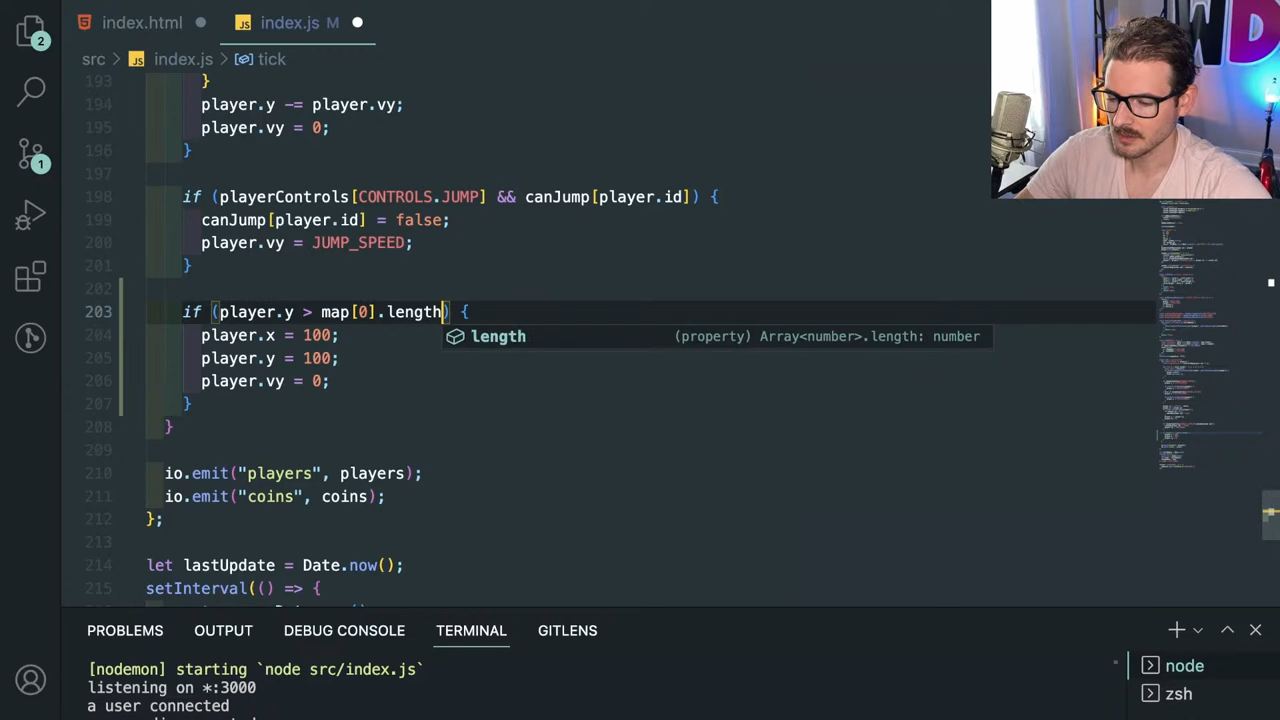 2
1
index.html
JS index.js M
src > JS index.js > tick
193 }
194 player.y -= player.vy;
195 player.vy = 0;
196 }
197
198 if (playerControls[CONTROLS.JUMP] && canJump[player.id]) {
199 canJump[player.id] = false;
200 player.vy = JUMP_SPEED;
201 }
202
203 if (player.y > map[0].length) {
length (property) Array<number>.length: number
204 player.x = 100;
205 player.y = 100;
206 player.vy = 0;
207 }
208 }
209
210 io.emit("players", players);
211 io.emit("coins", coins);
212 };
213
214 let lastUpdate = Date.now();
215 setInterval(() => {
PROBLEMS OUTPUT DEBUG CONSOLE TERMINAL GITLENS
[nodemon] starting `node src/index.js`
listening on *:3000
a user connected
node
zsh